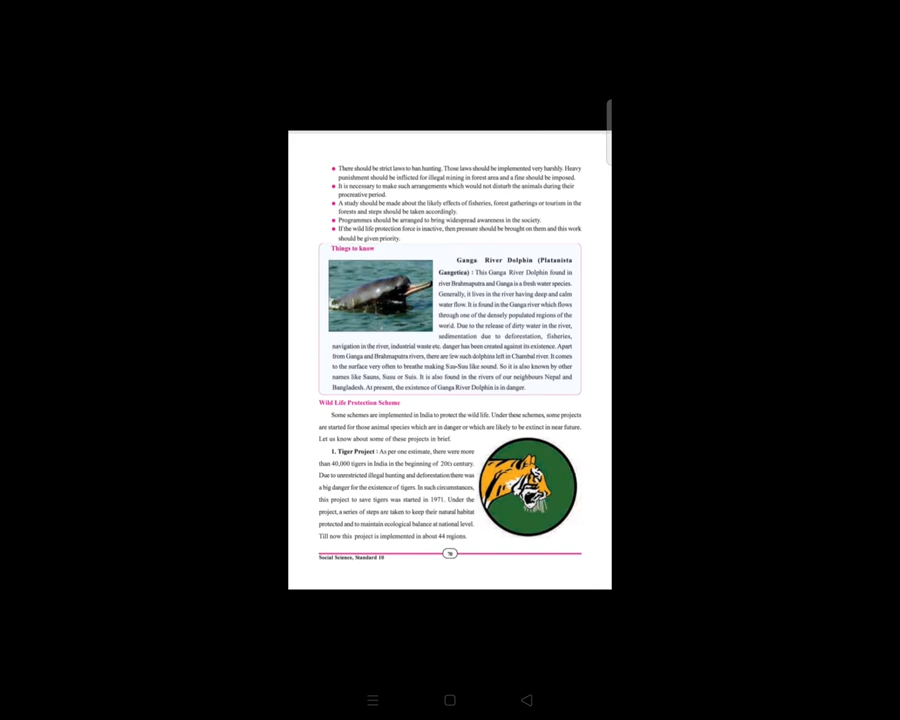 There should be strict laws to ban hunting. Those laws should be implemented very harshly. Heavy
punishment should be inflicted for illegal mining in forest area and a fine should be imposed.
It is necessary to make such arrangements which would not disturb the animals during their
procreative period.
A study should be made about the likely effects of fisheries, forest gatherings or tourism in the
forests and steps should be taken accordingly.
Programmes should be arranged to bring widespread awareness in the society.
If the wild life protection force is inactive, then pressure should be brought on them and this work
should be given priority.
Things to know
Ganga River Dolphin (Platanista
Gangetica) : This Ganga River Dolphin found in
river Brahmaputra and Ganga is a fresh water species.
Generally, it lives in the river having deep and calm
water flow. It is found in the Ganga river which flows
through one of the densely populated regions of the
world. Due to the release of dirty water in the river,
sedimentation due to deforestation, fisheries,
navigation in the river, industrial waste etc. danger has been created against its existence. Apart
from Ganga and Brahmaputra rivers, there are few such dolphins left in Chambal river. It comes
to the surface very often to breathe making Suu-Suu like sound. So it is also known by other
names like Sauns, Susu or Suis. It is also found in the rivers of our neighbours Nepal and
Bangladesh. At present, the existence of Ganga River Dolphin is in danger.
Wild Life Protection Scheme
Some schemes are implemented in India to protect the wild life. Under these schemes, some projects
are started for those animal species which are in danger or which are likely to be extinct in near future.
Let us know about some of these projects in brief.
1. Tiger Project : As per one estimate, there were more
than 40,000 tigers in India in the beginning of 20th century.
Due to unrestricted illegal hunting and deforestation there was
a big danger for the existence of tigers. In such circumstances,
this project to save tigers was started in 1971. Under the
project, a series of steps are taken to keep their natural habitat
protected and to maintain ecological balance at national level.
Till now this project is implemented in about 44 regions.
70
Social Science, Standard 10